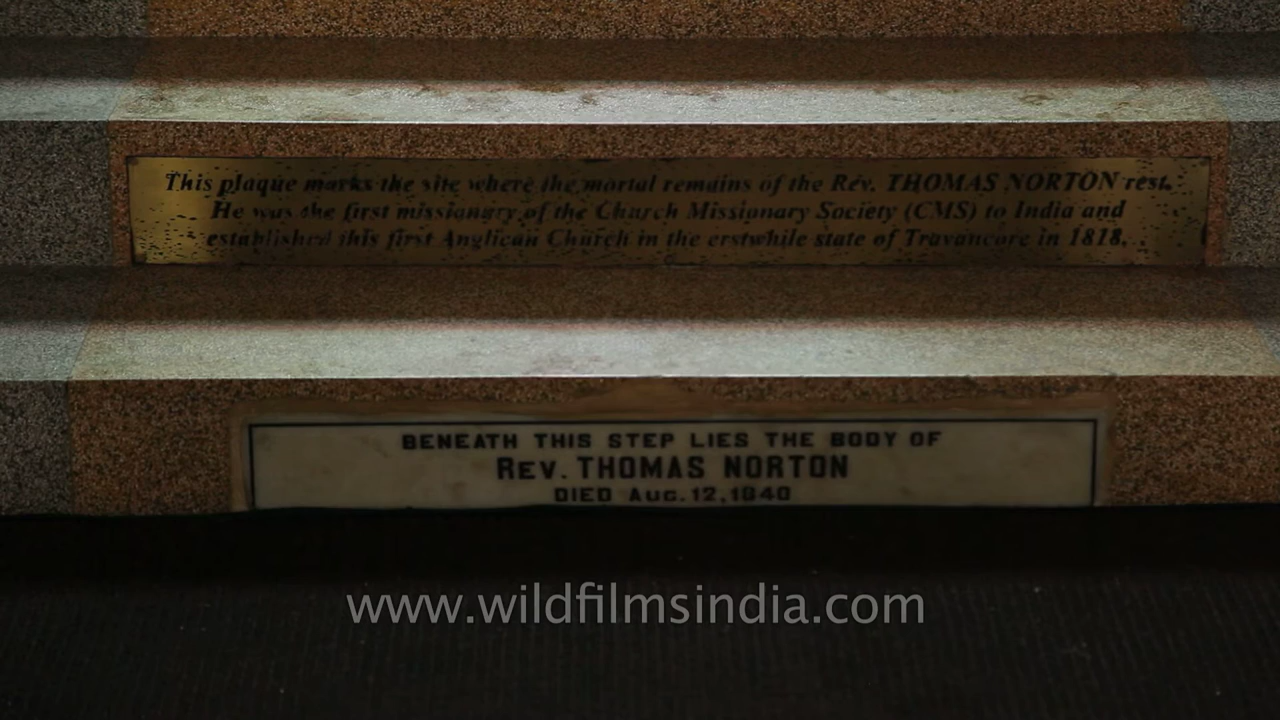 This plaque marks the site where the mortal remains of the Rev. THOMAS NORTON rest.
He was the first missionary of the Church Missionary Society (CMS) to India and
established this first Anglican Church in the erstwhile state of Travancore in 1818.
BENEATH THIS STEP LIES THE BODY OF
REV. THOMAS NORTON
DIED AUG. 12, 1840
www.wildfilmsindia.com